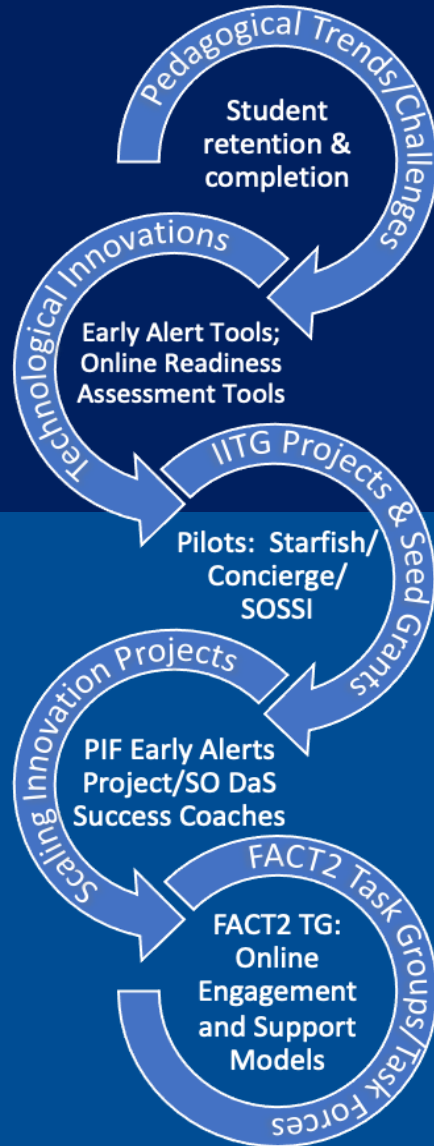 Pedagogical Trends/Challenges
Student
retention &
completion
Technological Innovations
Early Alert Tools;
Online Readiness
Assessment Tools
IITG Projects & Seed Grants
Pilots: Starfish/
Concierge/
SOSSI
Scaling Innovation Projects
PIF Early Alerts
Project/SO DaS
Success Coaches
FACT2 Task Groups/Task Forces
FACT2 TG:
Online
Engagement
and Support
Models